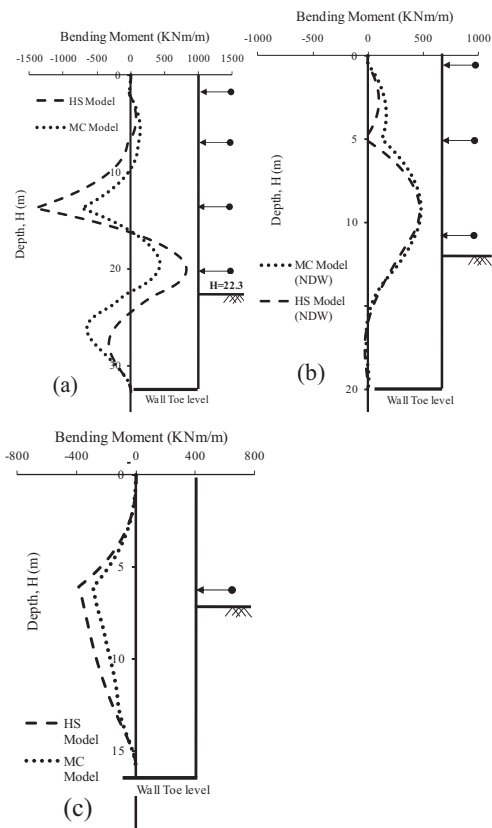 Bending Moment (KNm/m)
-1500 -1000 -500 0 500 1000 1500
0
10
20
30
Depth, H (m)
HS Model
MC Model
H=22.3
Wall Toe level
(a)
Bending Moment (KNm/m)
-1000 -500 0 500 1000
0
5
10
20
Depth, H (m)
MC Model
(NDW)
HS Model
(NDW)
Wall Toe level
(b)
Bending Moment (KNm/m)
-800 -400 0 400 800
0
5
10
15
Depth, H (m)
HS
Model
MC
Model
Wall Toe level
(c)